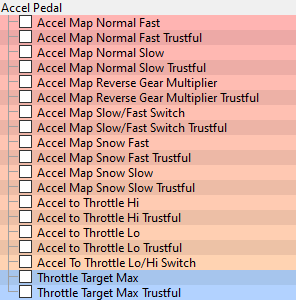 Accel Pedal
Accel Map Normal Fast
Accel Map Normal Fast Trustful
Accel Map Normal Slow
Accel Map Normal Slow Trustful
Accel Map Reverse Gear Multiplier
Accel Map Reverse Gear Multiplier Trustful
Accel Map Slow/Fast Switch
Accel Map Slow/Fast Switch Trustful
Accel Map Snow Fast
Accel Map Snow Fast Trustful
Accel Map Snow Slow
Accel Map Snow Slow Trustful
Accel to Throttle Hi
Accel to Throttle Hi Trustful
Accel to Throttle Lo
Accel to Throttle Lo Trustful
Accel To Throttle Lo/Hi Switch
Throttle Target Max
Throttle Target Max Trustful